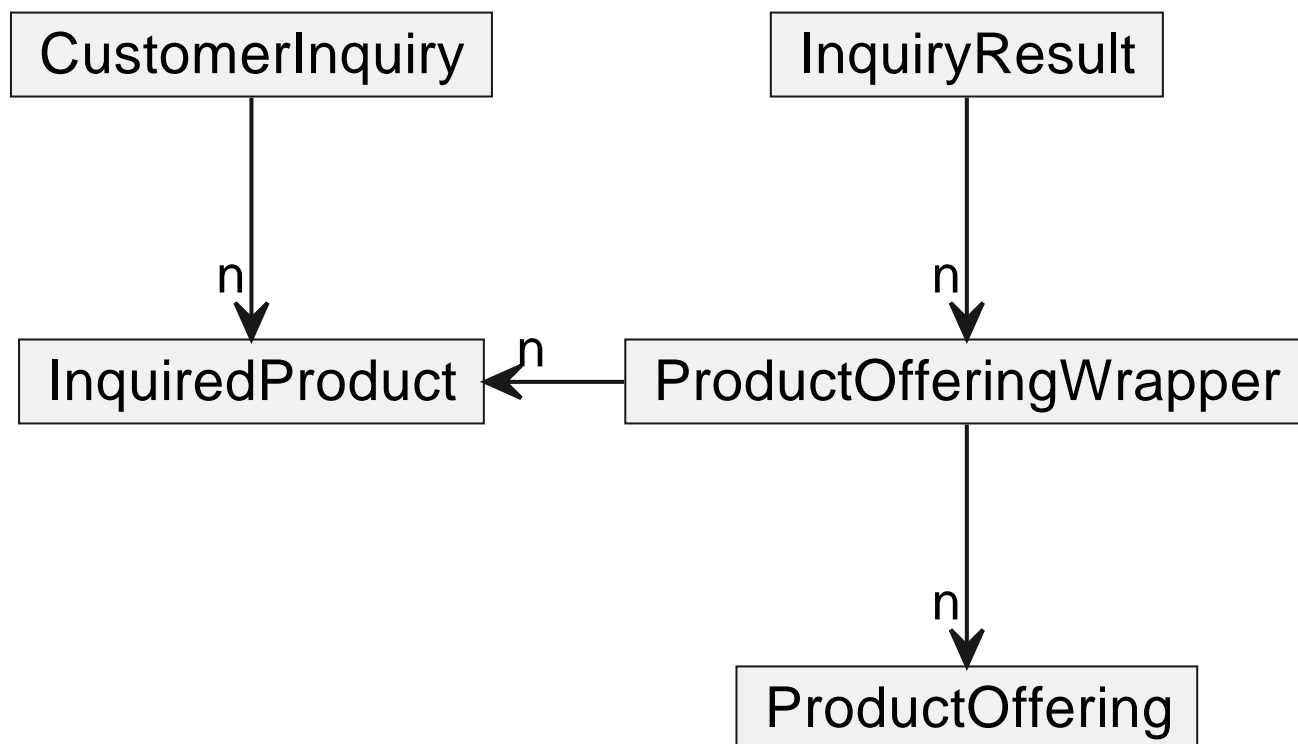 CustomerInquiry
InquiryResult
n
n
InquiredProduct
n
ProductOfferingWrapper
n
ProductOffering